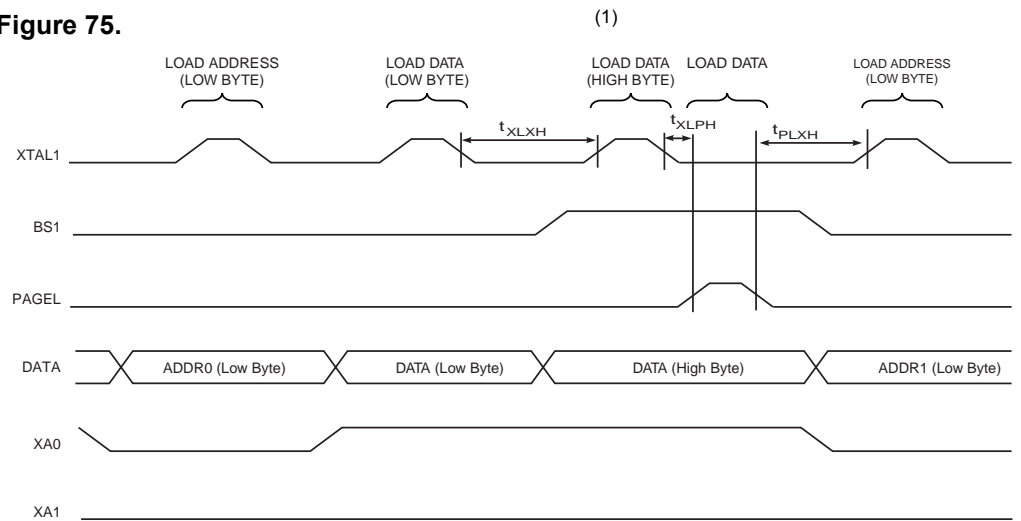 Figure 75.
(1)
LOAD ADDRESS
(LOW BYTE)
LOAD DATA
(LOW BYTE)
LOAD DATA
(HIGH BYTE)
LOAD DATA
LOAD ADDRESS
(LOW BYTE)
tXLXH
tXLPH
tPLXH
XTAL1
BS1
PAGEL
DATA
ADDR0 (Low Byte)
DATA (Low Byte)
DATA (High Byte)
ADDR1 (Low Byte)
XA0
XA1